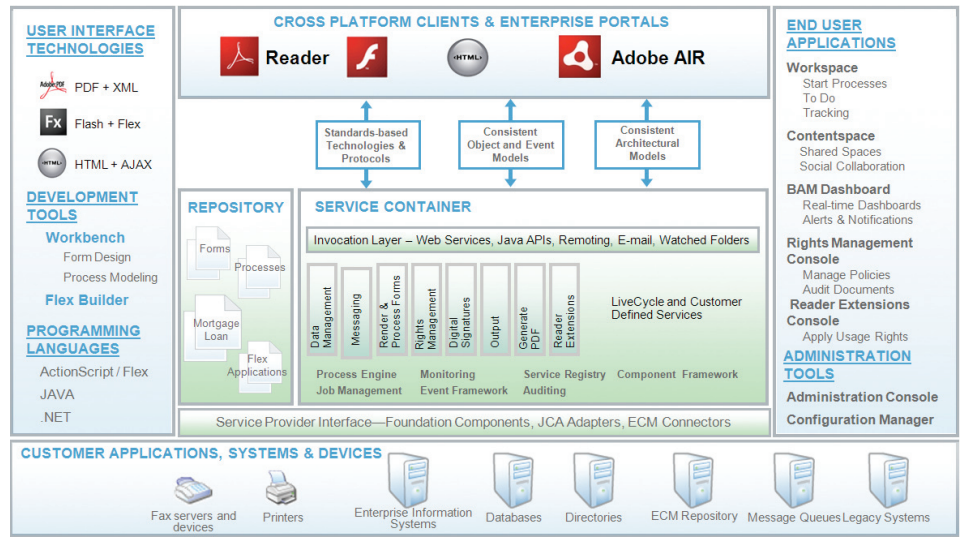 USER INTERFACE
TECHNOLOGIES
Adobe PDF
PDF + XML
Fx
Flash + Flex
‹HTML›
HTML + AJAX
DEVELOPMENT
TOOLS
Workbench
Form Design
Process Modeling
Flex Builder
PROGRAMMING
LANGUAGES
ActionScript / Flex
JAVA
.NET
CROSS PLATFORM CLIENTS & ENTERPRISE PORTALS
Reader
‹HTML›
Adobe AIR
Standards-based
Technologies &
Protocols
Consistent
Object and Event
Models
Consistent
Architectural
Models
REPOSITORY
Forms
Processes
Mortgage
Loan
Flex
Applications
SERVICE CONTAINER
Invocation Layer – Web Services, Java APIs, Remoting, E-mail, Watched Folders
Data
Management
Messaging
Render &
Process Forms
Rights
Management
Digital
Signatures
Output
Generate
PDF
Reader
Extensions
LiveCycle and Customer
Defined Services
Process Engine
Monitoring
Service Registry
Component Framework
Job Management
Event Framework
Auditing
Service Provider Interface—Foundation Components, JCA Adapters, ECM Connectors
END USER
APPLICATIONS
Workspace
Start Processes
To Do
Tracking
Contentspace
Shared Spaces
Social Collaboration
BAM Dashboard
Real-time Dashboards
Alerts & Notifications
Rights Management
Console
Manage Policies
Audit Documents
Reader Extensions
Console
Apply Usage Rights
ADMINISTRATION
TOOLS
Administration Console
Configuration Manager
CUSTOMER APPLICATIONS, SYSTEMS & DEVICES
Fax servers and
devices
Printers
Enterprise Information
Systems
Databases
Directories
ECM Repository
Message Queues
Legacy Systems